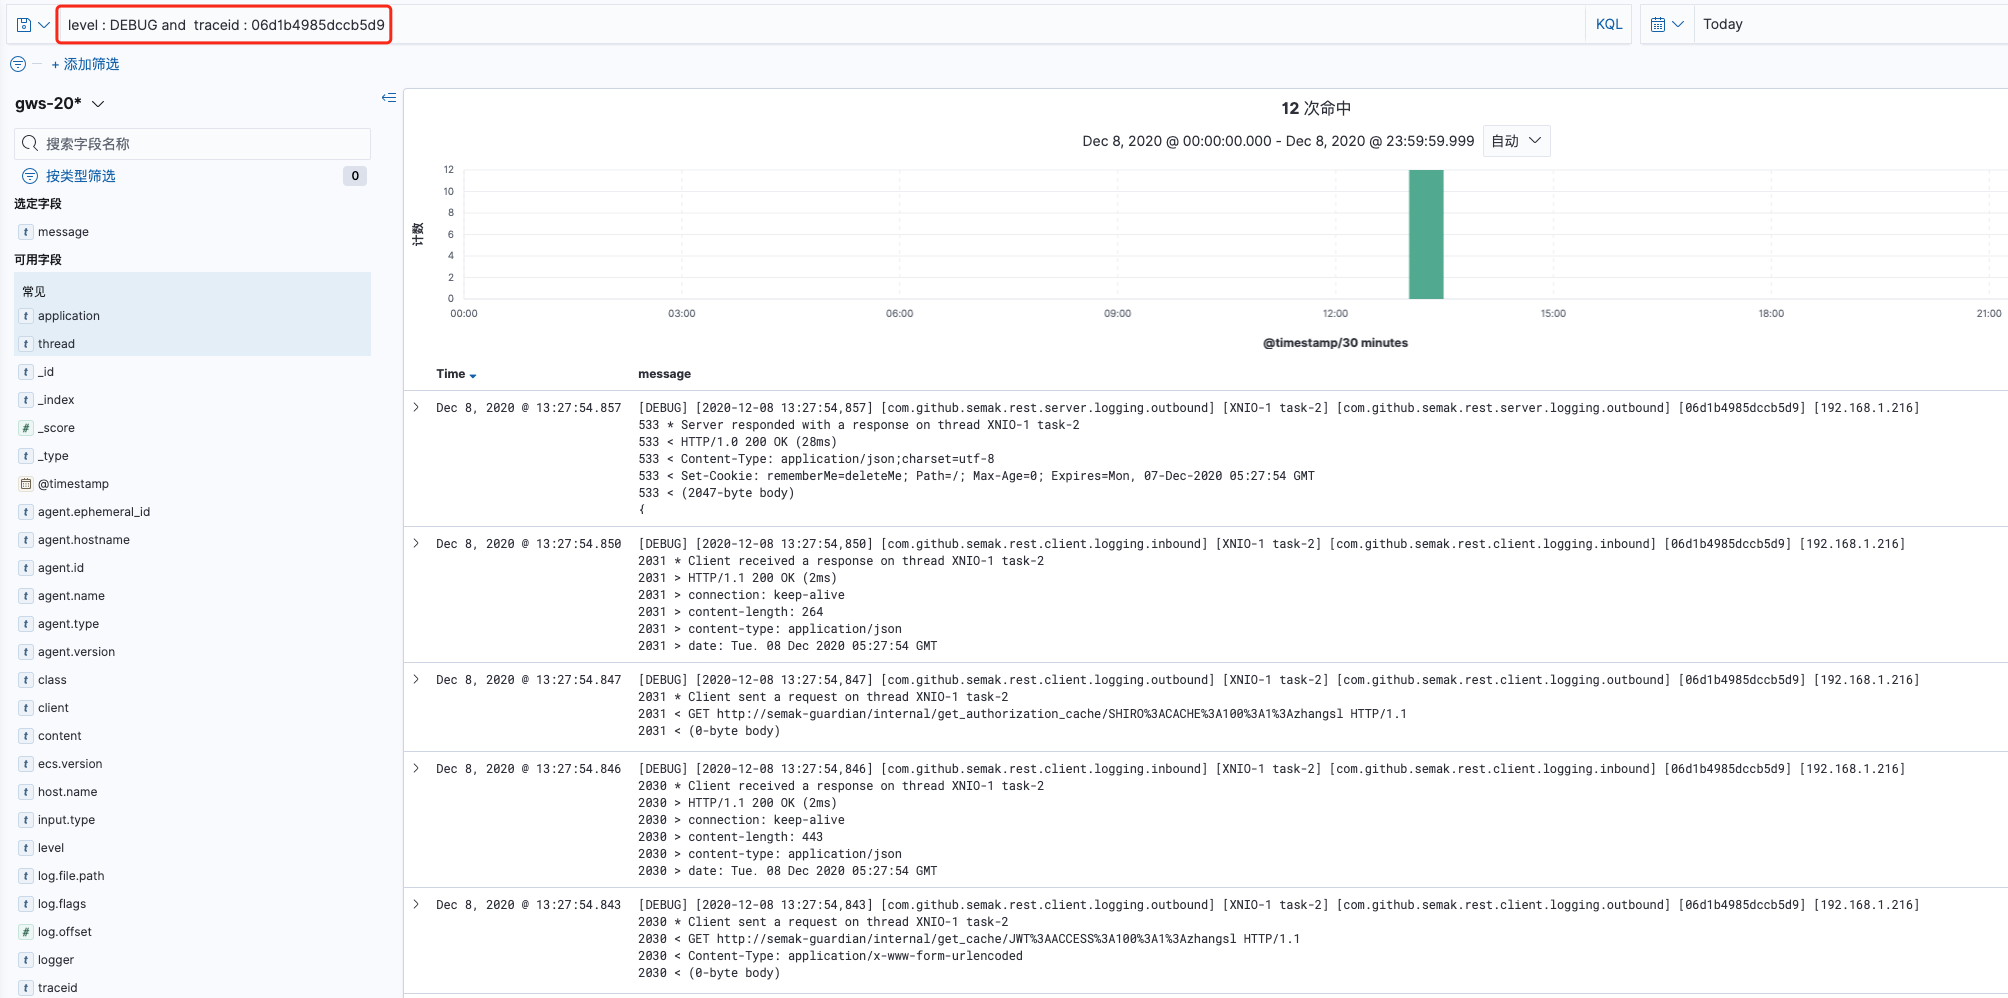 level : DEBUG and  traceid : 06d1b4985dccb5d9
KQL
Today
+ 添加筛选
gws-20*
搜索字段名称
按类型筛选
0
选定字段
t message
可用字段
常见
t application
t thread
t _id
t _index
# _score
t _type
@timestamp
t agent.ephemeral_id
t agent.hostname
t agent.id
t agent.name
t agent.type
t agent.version
t class
t client
t content
t ecs.version
t host.name
t input.type
t level
t log.file.path
t log.flags
# log.offset
t logger
t traceid
12 次命中
Dec 8, 2020 @ 00:00:00.000 - Dec 8, 2020 @ 23:59:59.999
自动
计数
12
10
8
6
4
2
0
00:00 03:00 06:00 09:00 12:00 15:00 18:00 21:00
@timestamp/30 minutes
Time message
Dec 8, 2020 @ 13:27:54.857 [DEBUG] [2020-12-08 13:27:54,857] [com.github.semak.rest.server.logging.outbound] [XNIO-1 task-2] [com.github.semak.rest.server.logging.outbound] [06d1b4985dccb5d9] [192.168.1.216]
533 * Server responded with a response on thread XNIO-1 task-2
533 < HTTP/1.0 200 OK (28ms)
533 < Content-Type: application/json;charset=utf-8
533 < Set-Cookie: rememberMe=deleteMe; Path=/; Max-Age=0; Expires=Mon, 07-Dec-2020 05:27:54 GMT
533 < (2047-byte body)
{
Dec 8, 2020 @ 13:27:54.850 [DEBUG] [2020-12-08 13:27:54,850] [com.github.semak.rest.client.logging.inbound] [XNIO-1 task-2] [com.github.semak.rest.client.logging.inbound] [06d1b4985dccb5d9] [192.168.1.216]
2031 * Client received a response on thread XNIO-1 task-2
2031 > HTTP/1.1 200 OK (2ms)
2031 > connection: keep-alive
2031 > content-length: 264
2031 > content-type: application/json
2031 > date: Tue. 08 Dec 2020 05:27:54 GMT
Dec 8, 2020 @ 13:27:54.847 [DEBUG] [2020-12-08 13:27:54,847] [com.github.semak.rest.client.logging.outbound] [XNIO-1 task-2] [com.github.semak.rest.client.logging.outbound] [06d1b4985dccb5d9] [192.168.1.216]
2031 * Client sent a request on thread XNIO-1 task-2
2031 < GET http://semak-guardian/internal/get_authorization_cache/SHIRO%3ACACHE%3A100%3A1%3Azhangsl HTTP/1.1
2031 < (0-byte body)
Dec 8, 2020 @ 13:27:54.846 [DEBUG] [2020-12-08 13:27:54,846] [com.github.semak.rest.client.logging.inbound] [XNIO-1 task-2] [com.github.semak.rest.client.logging.inbound] [06d1b4985dccb5d9] [192.168.1.216]
2030 * Client received a response on thread XNIO-1 task-2
2030 > HTTP/1.1 200 OK (2ms)
2030 > connection: keep-alive
2030 > content-length: 443
2030 > content-type: application/json
2030 > date: Tue. 08 Dec 2020 05:27:54 GMT
Dec 8, 2020 @ 13:27:54.843 [DEBUG] [2020-12-08 13:27:54,843] [com.github.semak.rest.client.logging.outbound] [XNIO-1 task-2] [com.github.semak.rest.client.logging.outbound] [06d1b4985dccb5d9] [192.168.1.216]
2030 * Client sent a request on thread XNIO-1 task-2
2030 < GET http://semak-guardian/internal/get_cache/JWT%3AACCESS%3A100%3A1%3Azhangsl HTTP/1.1
2030 < Content-Type: application/x-www-form-urlencoded
2030 < (0-byte body)